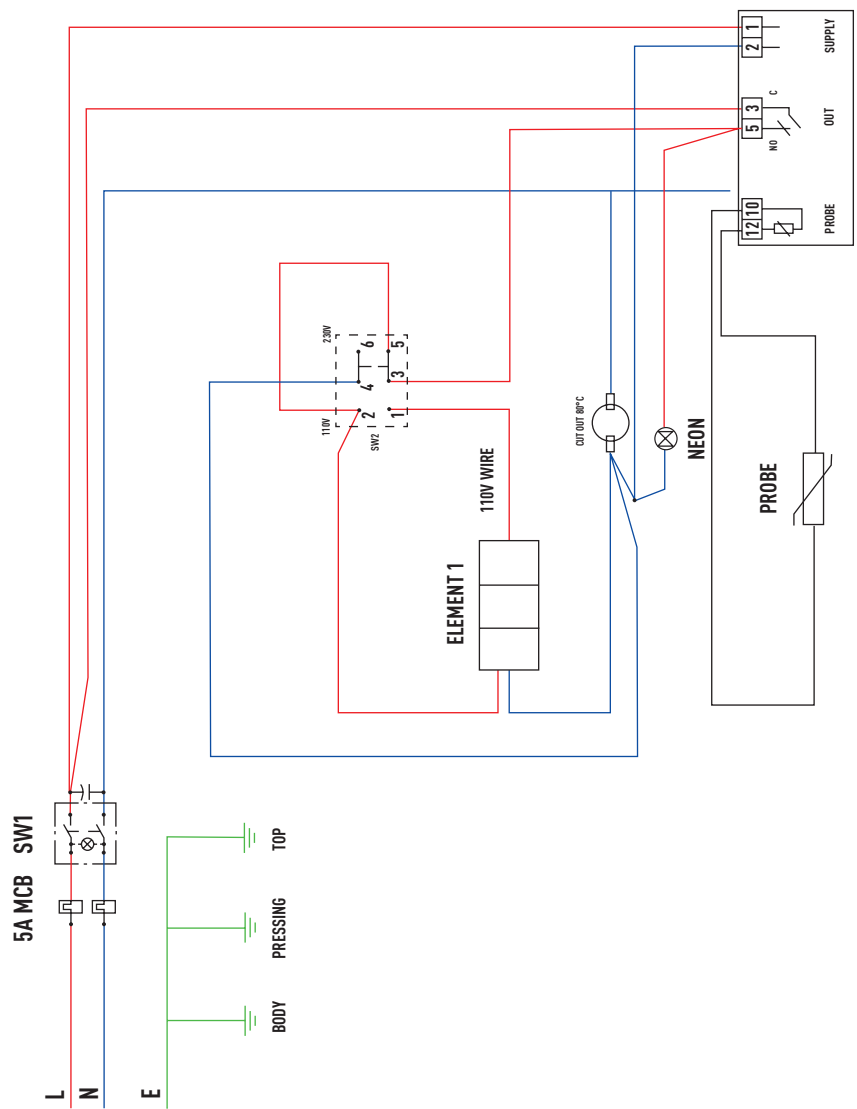 L
N
E
5A MCB
SW1
BODY
PRESSING
TOP
ELEMENT 1
110V WIRE
110V
230V
2
4
6
1
3
5
SW2
CUT OUT 80°C
NEON
PROBE
12
10
PROBE
5
3
NO
C
OUT
2
1
SUPPLY